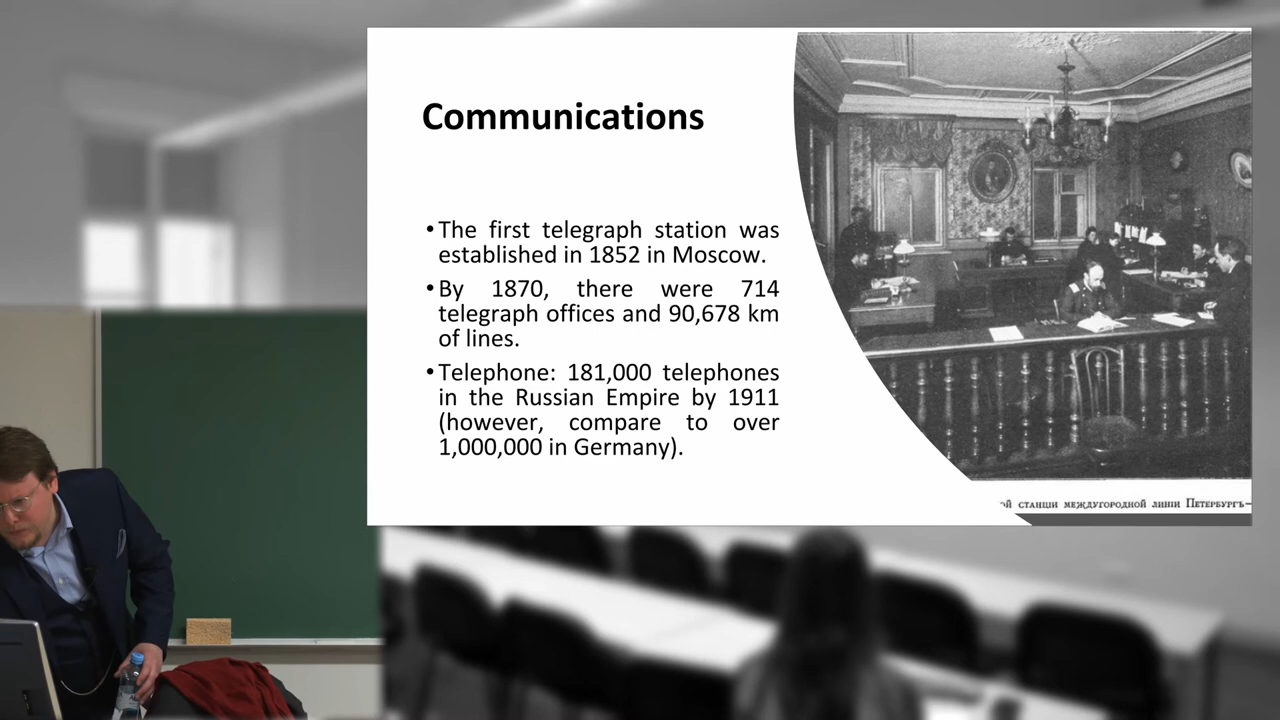 Communications
•The first telegraph station was
established in 1852 in Moscow.
•By 1870, there were 714
telegraph offices and 90,678 km
of lines.
•Telephone: 181,000 telephones
in the Russian Empire by 1911
(however, compare to over
1,000,000 in Germany).
ой станціи междугородной линіи Петербургъ—